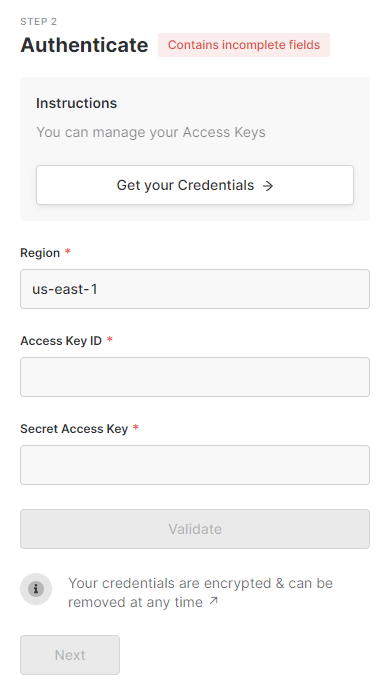 STEP 2
Authenticate Contains incomplete fields
Instructions
You can manage your Access Keys
Get your Credentials →
Region *
us-east-1
Access Key ID *
Secret Access Key *
Validate
Your credentials are encrypted & can be
removed at any time ↗
Next